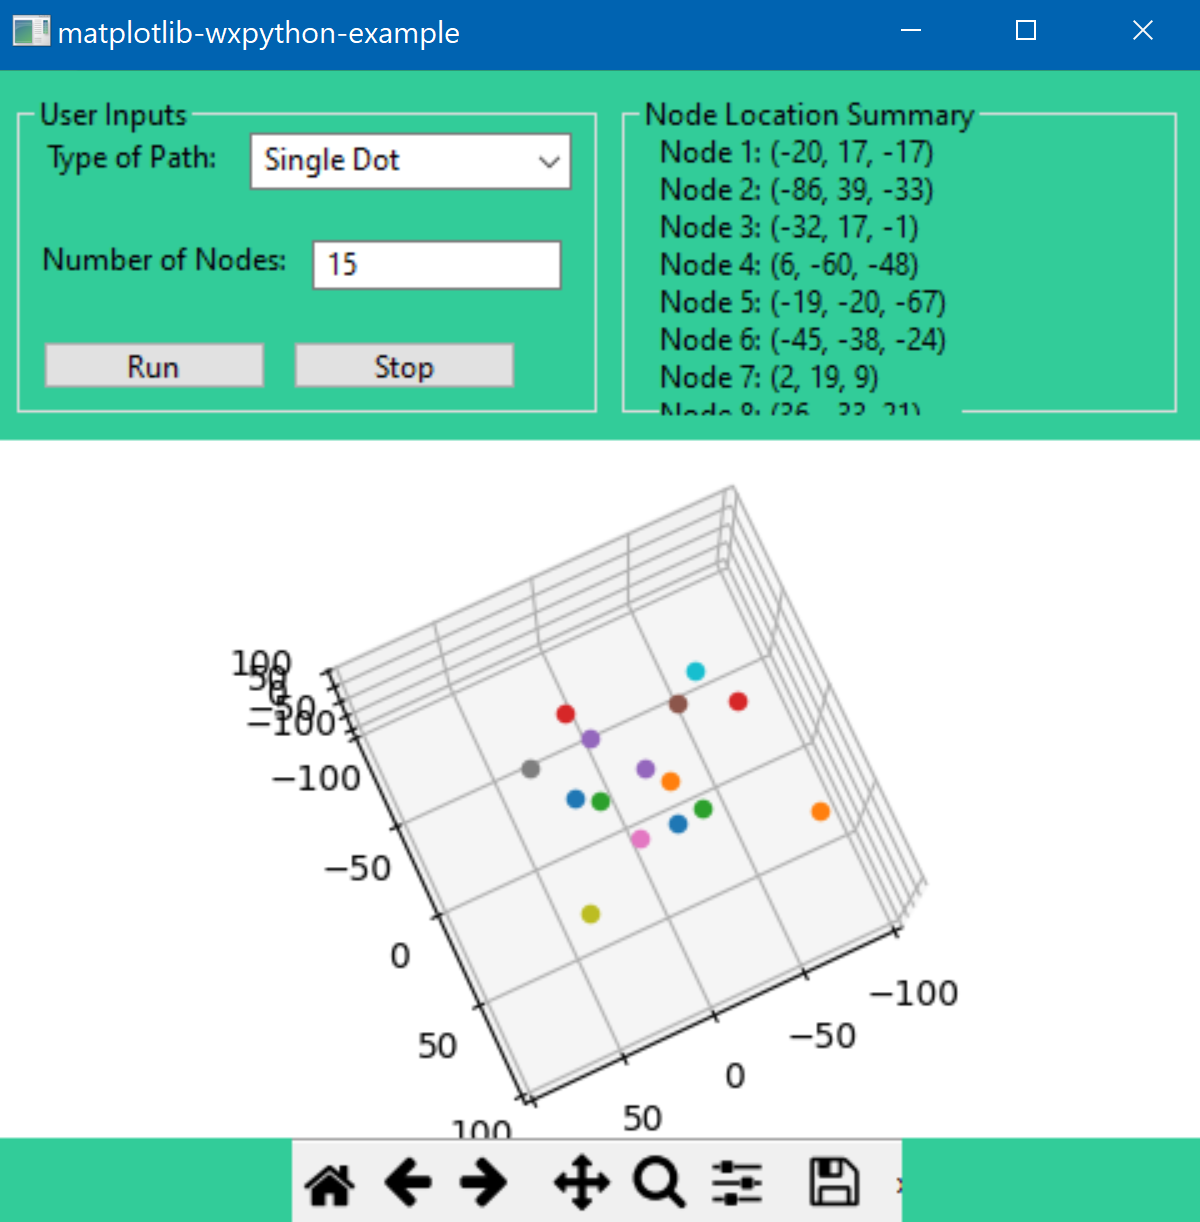 matplotlib-wxpython-example
User Inputs
Type of Path: Single Dot
Number of Nodes: 15
Run Stop
Node Location Summary
Node 1: (-20, 17, -17)
Node 2: (-86, 39, -33)
Node 3: (-32, 17, -1)
Node 4: (6, -60, -48)
Node 5: (-19, -20, -67)
Node 6: (-45, -38, -24)
Node 7: (2, 19, 9)
Node 8:
100
50
0
−50
−100
−100
−50
0
50
100
50
0
−50
−100